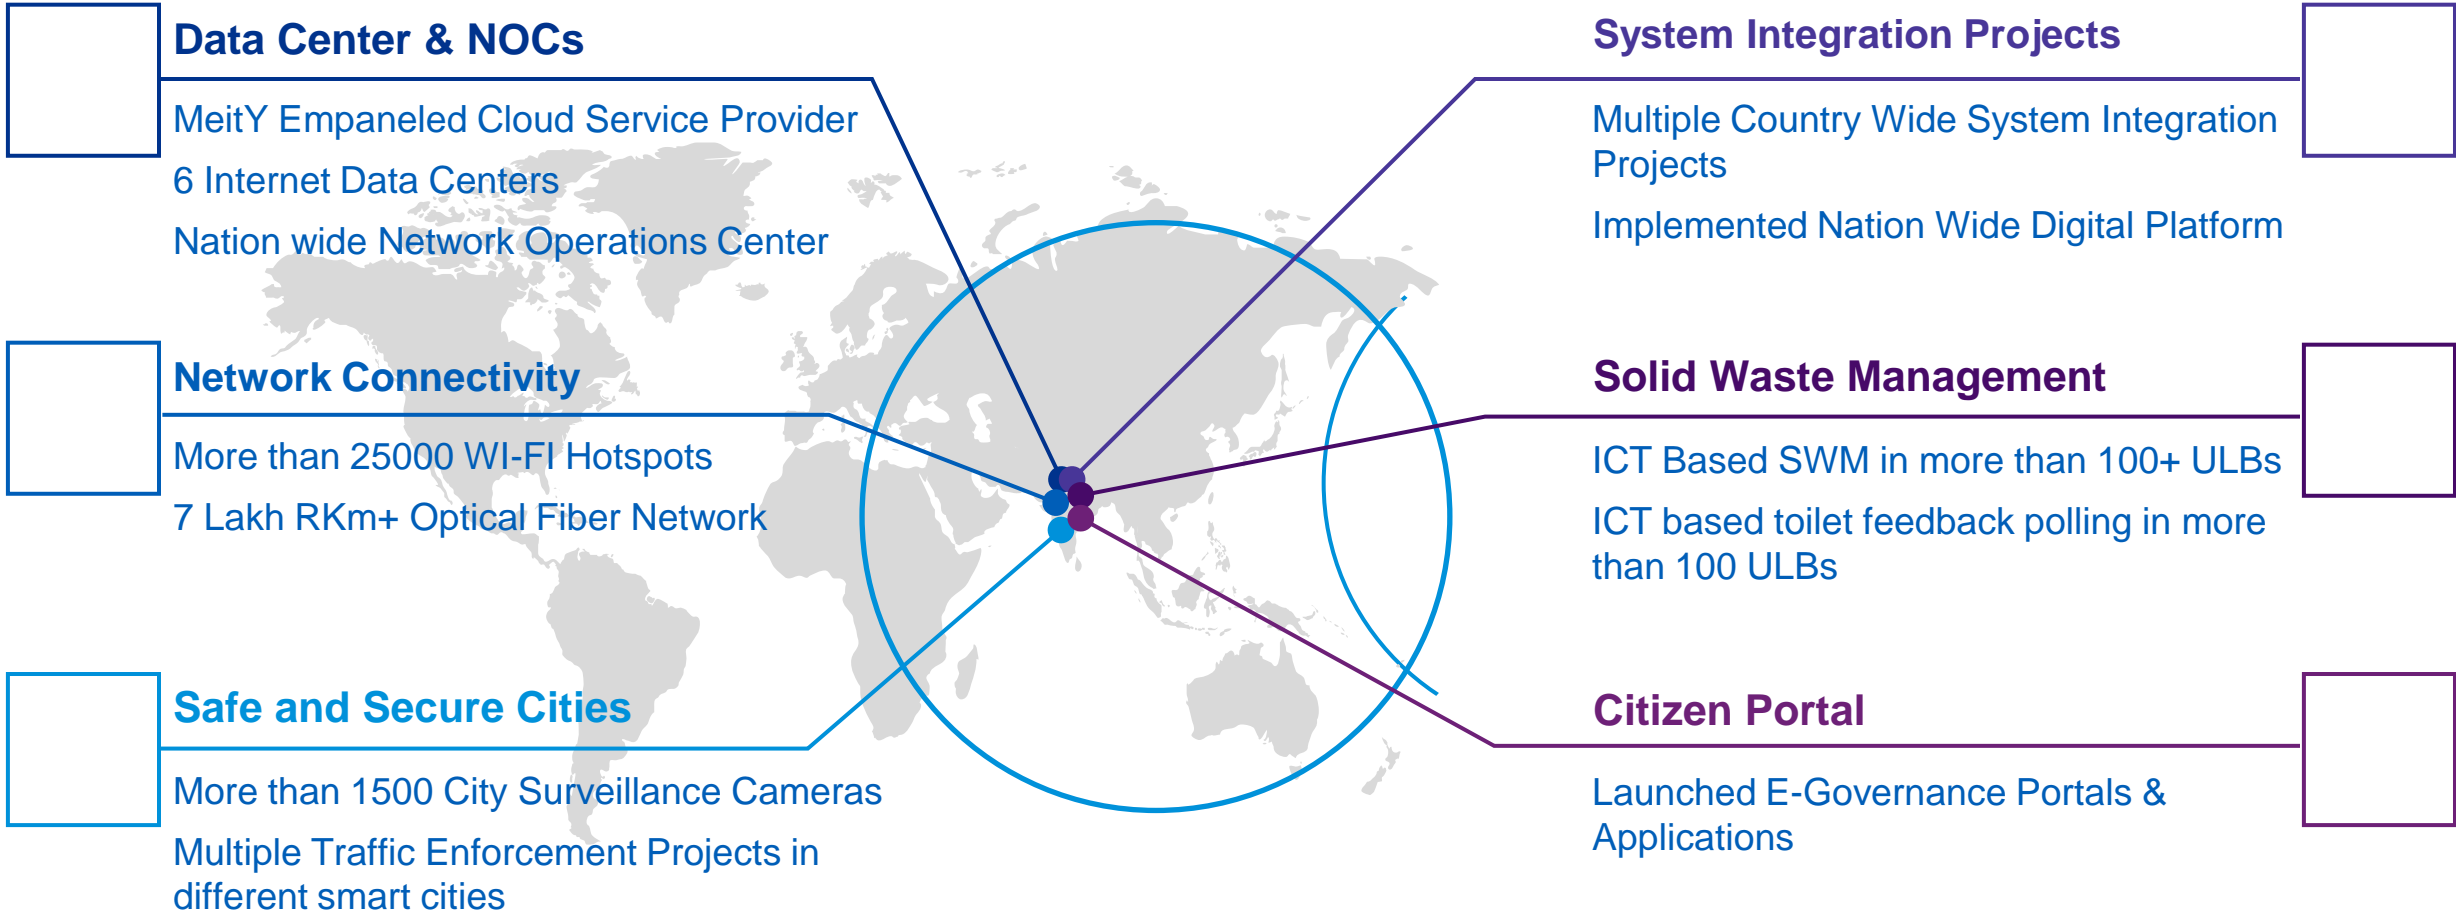 Data Center & NOCs
MeitY Empaneled Cloud Service Provider
6 Internet Data Centers
Nation wide Network Operations Center
Network Connectivity
More than 25000 WI-FI Hotspots
7 Lakh RKm+ Optical Fiber Network
Safe and Secure Cities
More than 1500 City Surveillance Cameras
Multiple Traffic Enforcement Projects in
different smart cities
System Integration Projects
Multiple Country Wide System Integration
Projects
Implemented Nation Wide Digital Platform
Solid Waste Management
ICT Based SWM in more than 100+ ULBs
ICT based toilet feedback polling in more
than 100 ULBs
Citizen Portal
Launched E-Governance Portals &
Applications